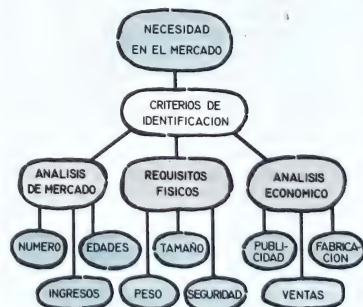 NECESIDAD
EN EL MERCADO
CRITERIOS DE
IDENTIFICACION
ANALISIS
DE MERCADO
REQUISITOS
FISICOS
ANALISIS
ECONOMICO
NUMERO
EDADES
TAMAÑO
PUBLI-
CIDAD
FABRICA-
CION
INGRESOS
PESO
SEGURIDAD
VENTAS